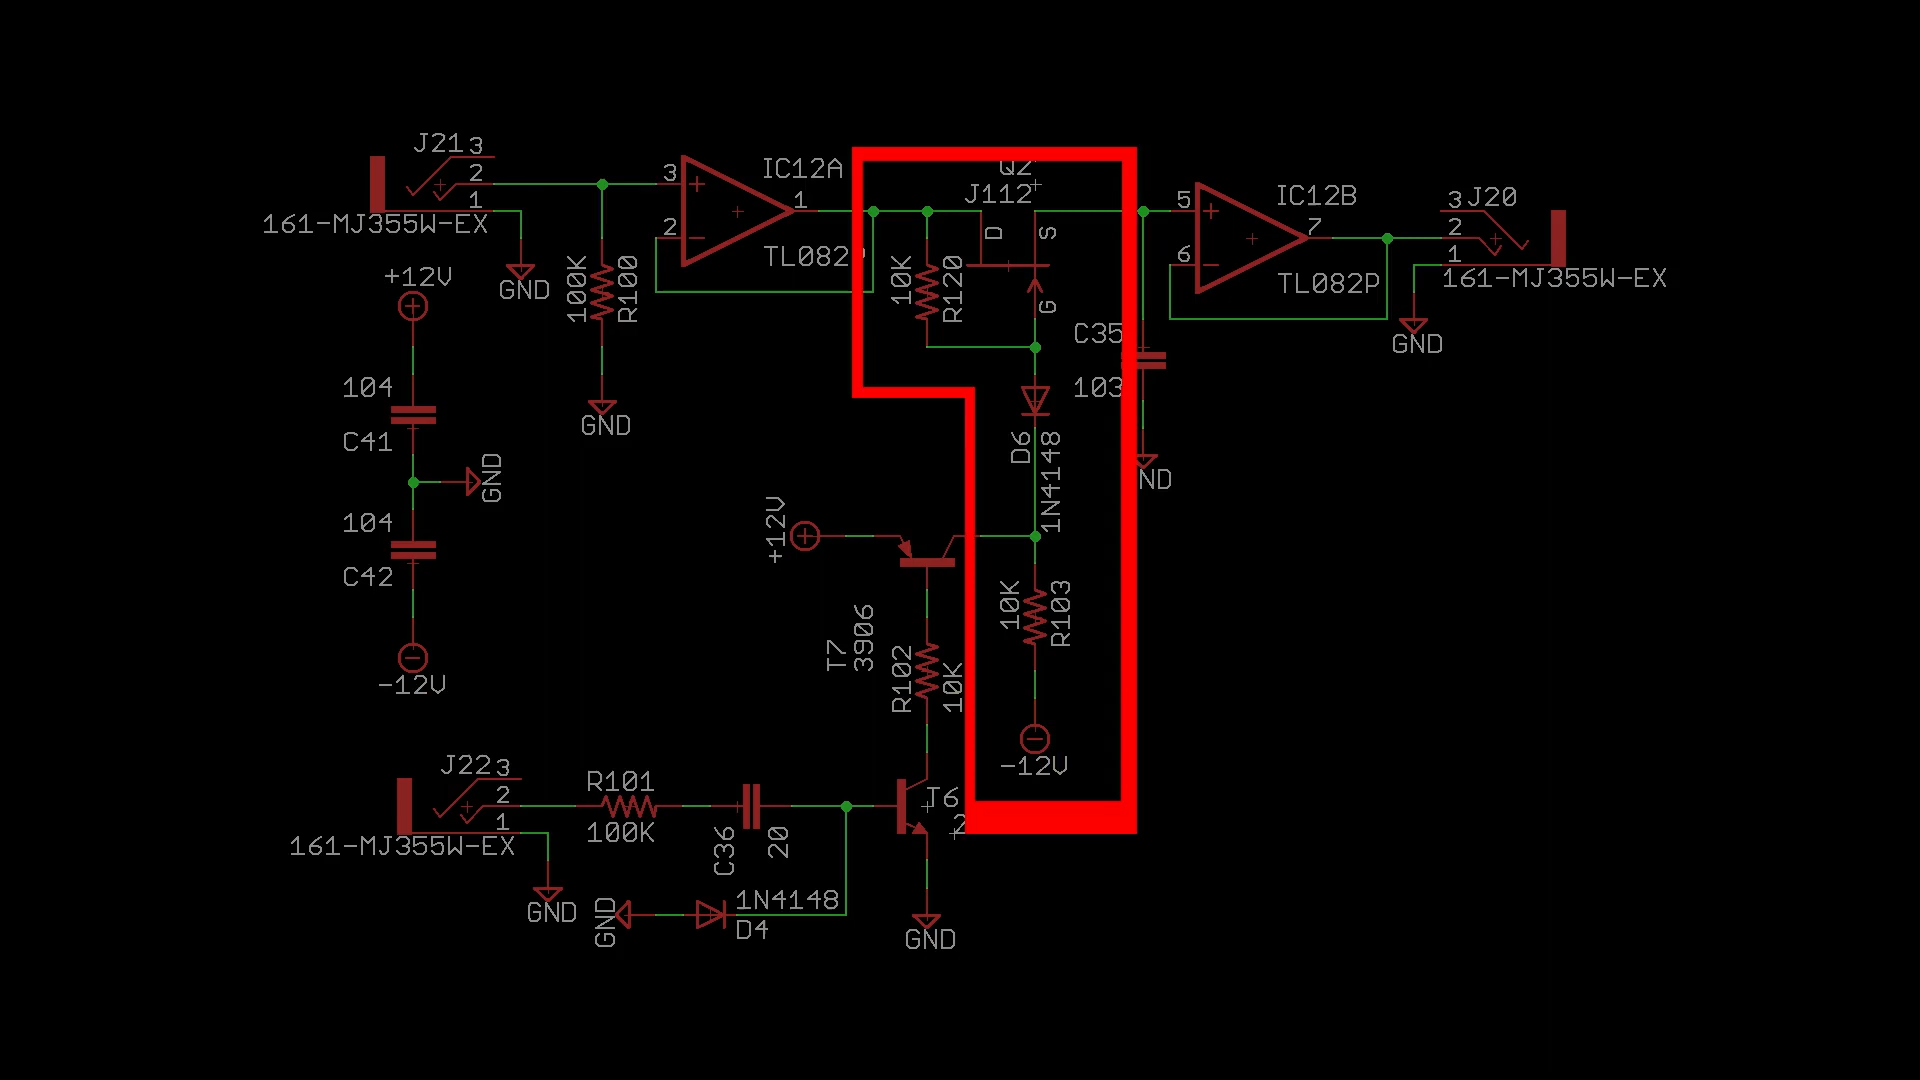 J21
3
2
1
161-MJ355W-EX
GND
+12V
104
C41
GND
104
C42
-12V
100K
R100
GND
3
2
IC12A
1
TL082
10K
R120
Q2
J112
D
S
G
C35
103
ND
D6
1N4148
5
6
IC12B
7
TL082P
3
J20
2
1
161-MJ355W-EX
GND
+12V
T7
3906
R102
10K
10K
R103
-12V
J22
3
2
1
161-MJ355W-EX
GND
R101
100K
C36
20
GND
1N4148
D4
T6
2
GND